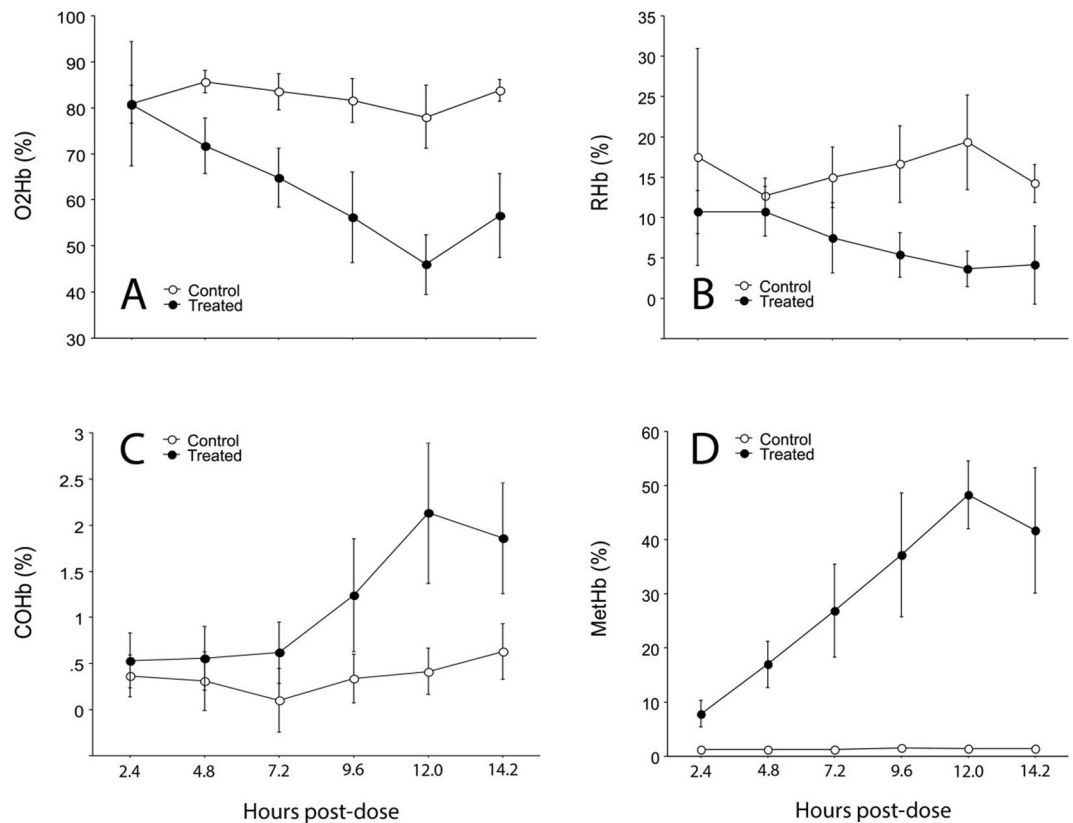 100
90
80
70
60
50
40
30
O2Hb (%)
A
Control
Treated
35
30
25
20
15
10
5
0
RHb (%)
B
Control
Treated
3
2.5
2
1.5
1
.5
0
COHb (%)
C
Control
Treated
2.4 4.8 7.2 9.6 12.0 14.2
Hours post-dose
60
50
40
30
20
10
0
MetHb (%)
D
Control
Treated
2.4 4.8 7.2 9.6 12.0 14.2
Hours post-dose